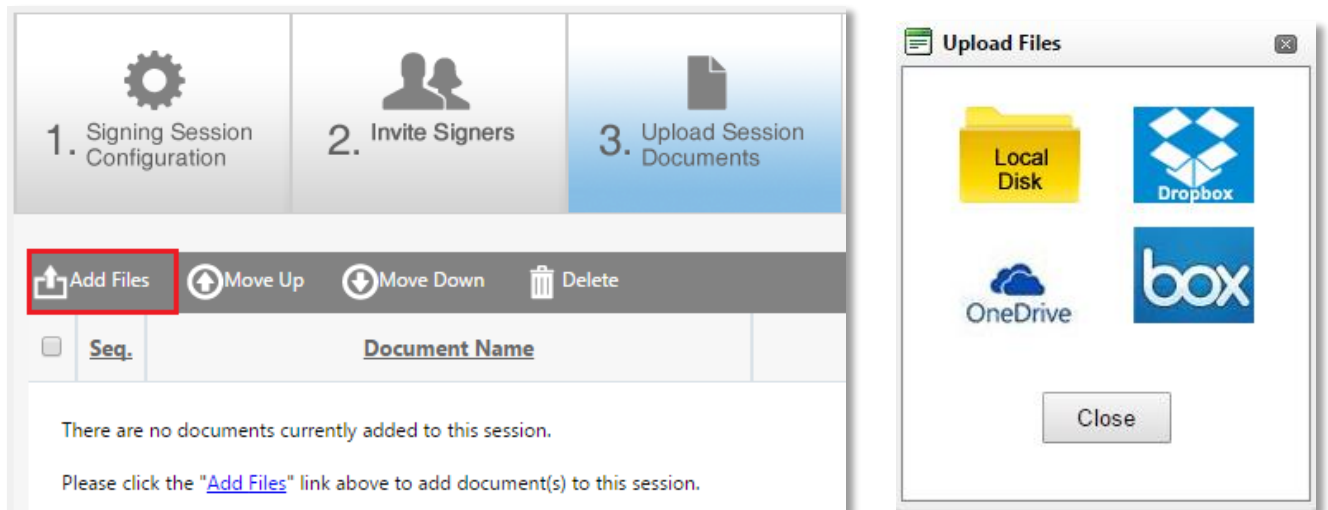 1. Signing Session
Configuration
2. Invite Signers
3. Upload Session
Documents
Add Files
Move Up
Move Down
Delete
Seq.
Document Name
There are no documents currently added to this session.
Please click the "Add Files" link above to add document(s) to this session.
Upload Files
Local
Disk
Dropbox
OneDrive
box
Close